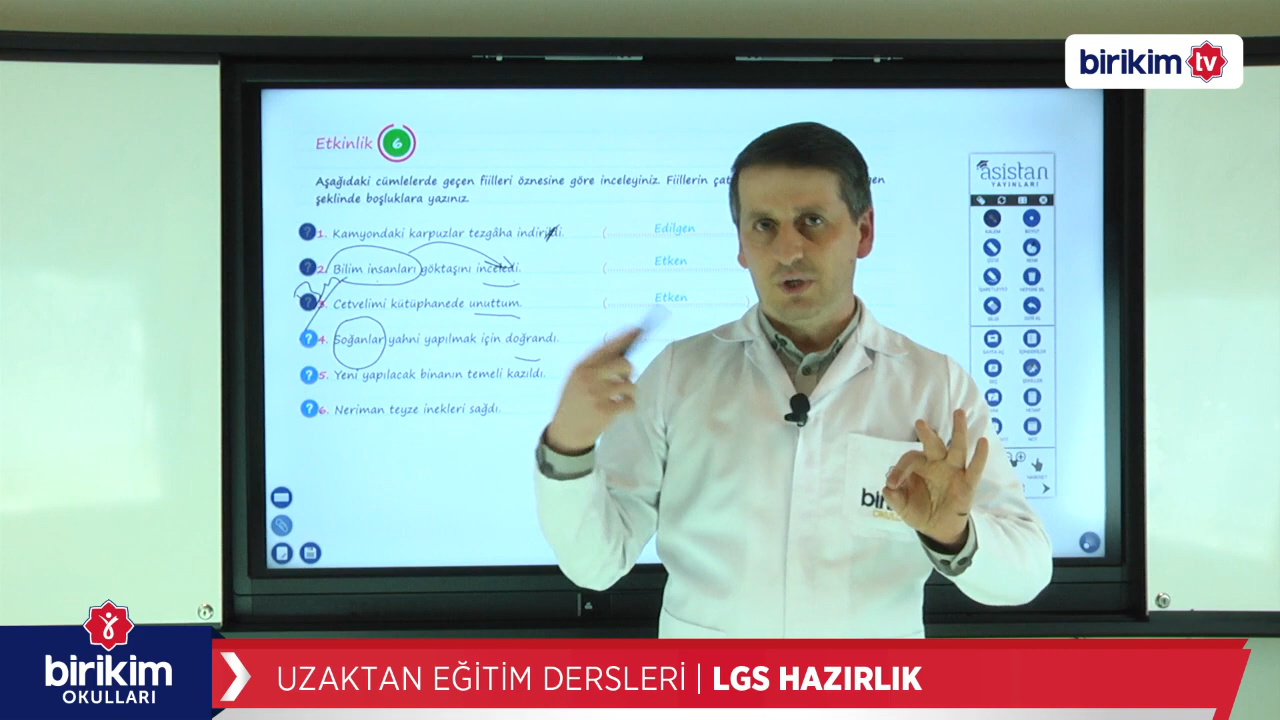 birikim tv
Etkinlik 6
Aşağıdaki cümlelerde geçen fiilleri öznesine göre inceleyiniz. Fiillerin
şeklinde boşluklara yazınız.
1. Kamyondaki karpuzlar tezgâha indirildi. (.......... Edilgen
2. Bilim insanları göktaşını inceledi. (.......... Etken
3. Cetvelimi kütüphanede unuttum. (.......... Etken ..........)
4. Soğanlar yahni yapılmak için doğrandı. (
5. Yeni yapılacak binanın temeli kazıldı.
6. Neriman teyze inekleri sağdı.
asistan
YAYINLARI
birikim
OKULLARI
UZAKTAN EĞİTİM DERSLERİ | LGS HAZIRLIK